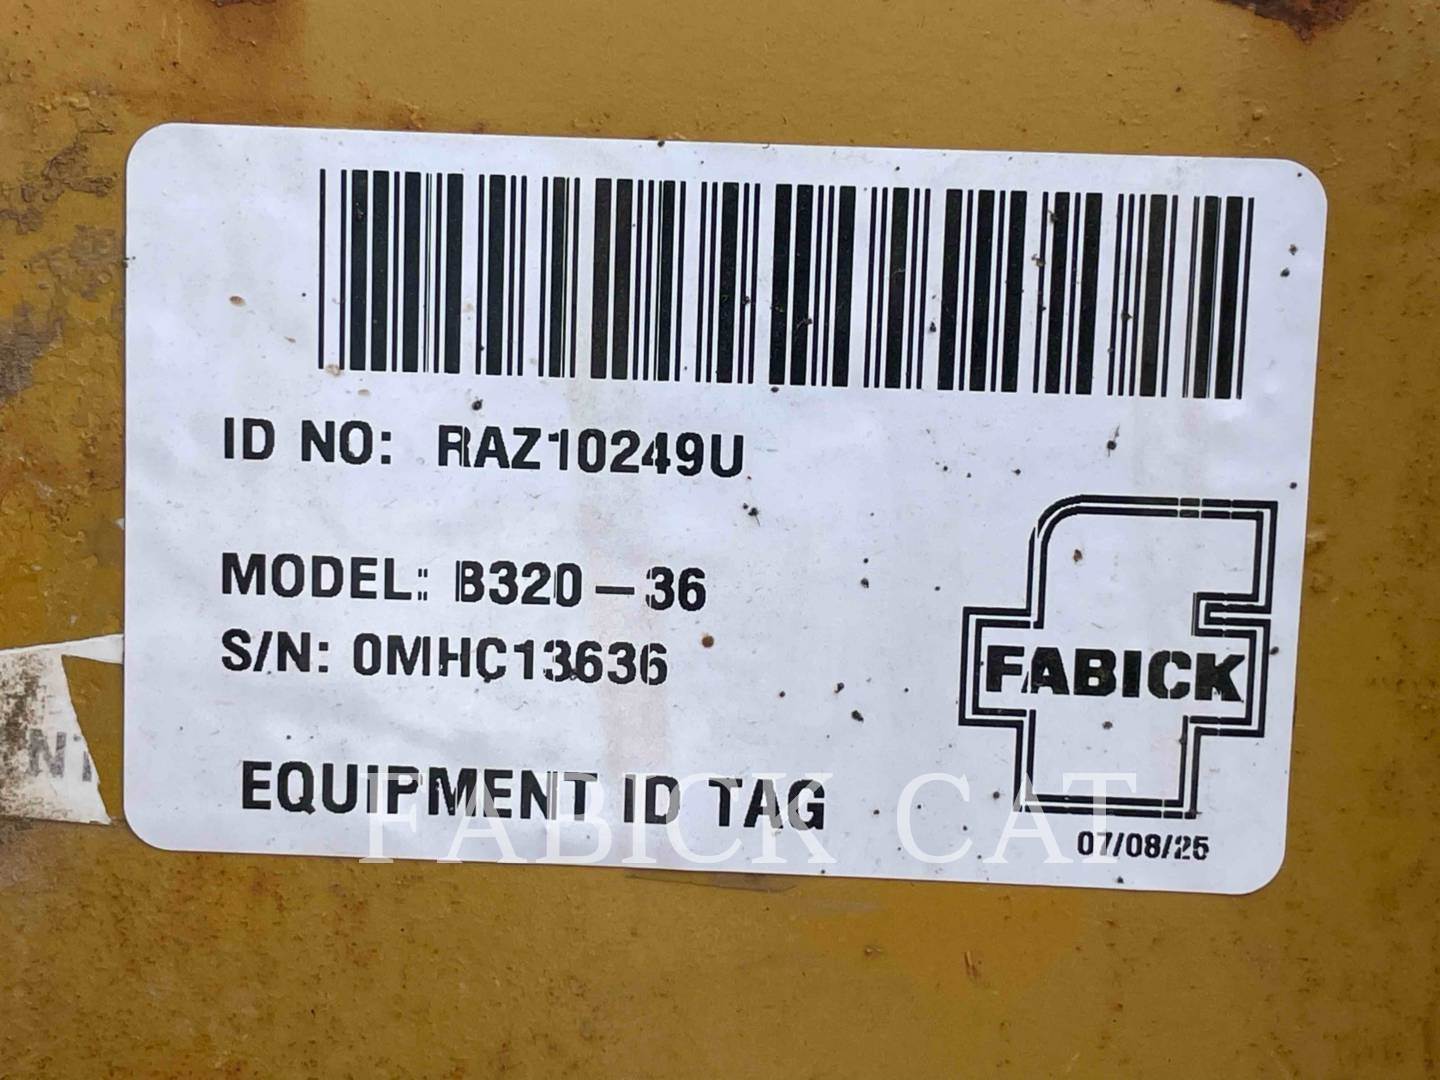 ID NO: RAZ10249U
MODEL: B320-36
S/N: 0MHC13636
FABICK
EQUIPMENT ID TAG
07/08/25
FABICK CAT